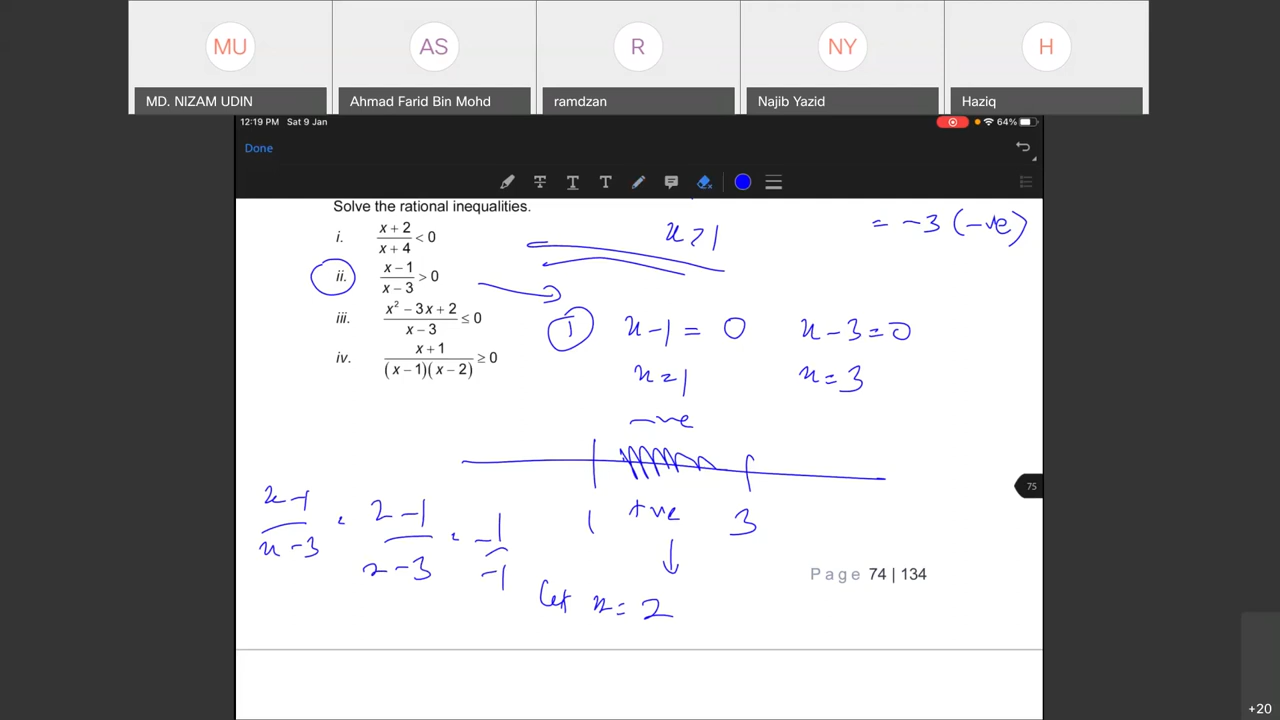 MU AS R NY H
MD. NIZAM UDIN Ahmad Farid Bin Mohd ramdzan Najib Yazid Haziq
12:19 PM Sat 9 Jan 64%
Done
T T T
Solve the rational inequalities.
i. (x + 2)/(x + 4) < 0
ii. (x − 1)/(x − 3) > 0
iii. (x² − 3x + 2)/(x − 3) ≤ 0
iv. (x + 1)/((x − 1)(x − 2)) ≥ 0
x > 1
= -3 (-ve)
1 x - 1 = 0 x - 3 = 0
x = 1 x = 3
-ve
1 +ve 3
(x - 1)/(x - 3) = (2 - 1)/(2 - 3) = -1/-1
Let x = 2
75
Page 74 | 134
+20